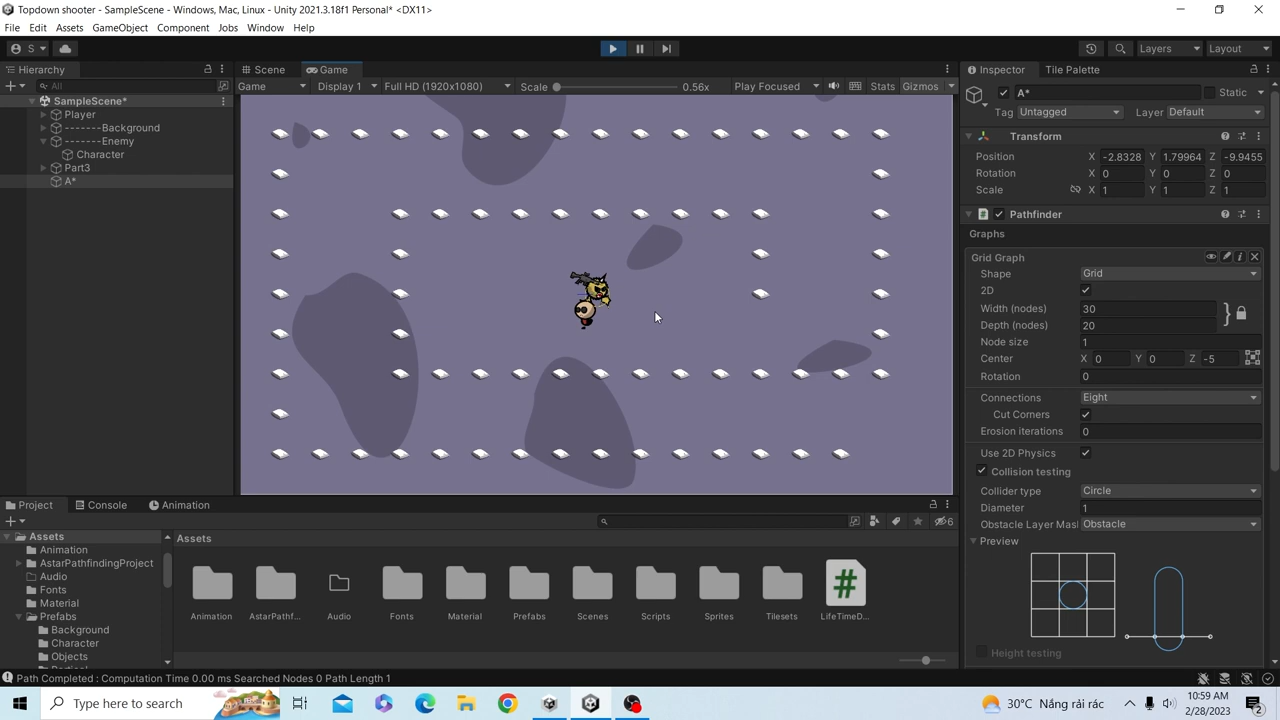 Topdown shooter - SampleScene - Windows, Mac, Linux - Unity 2021.3.18f1 Personal* <DX11>
File Edit Assets GameObject Component Jobs Window Help
S Layers Layout
Hierarchy Scene Game Inspector Tile Palette
All Game Display 1 Full HD (1920x1080) Scale 0.56x Play Focused Stats Gizmos
A* Static
SampleScene*
Tag Untagged Layer Default
Player
-------Background
Transform
-------Enemy
Character
Position X -2.8328 Y 1.79964 Z -9.9455
Part3
Rotation X 0 Y 0 Z 0
A*
Scale X 1 Y 1 Z 1
Pathfinder
Graphs
Grid Graph
Shape Grid
2D
Width (nodes) 30
Depth (nodes) 20
Node size 1
Center X 0 Y 0 Z -5
Rotation 0
Connections Eight
Cut Corners
Erosion iterations 0
Use 2D Physics
Collision testing
Collider type Circle
Diameter 1
Obstacle Layer Masl Obstacle
Preview
Height testing
Project Console Animation
6
Assets
Animation
AstarPathfindingProject
Audio
Fonts
Material
Prefabs
Background
Character
Objects
Assets
Animation AstarPathf... Audio Fonts Material Prefabs Scenes Scripts Sprites Tilesets LifeTimeD...
Path Completed : Computation Time 0.00 ms Searched Nodes 0 Path Length 1
Type here to search
30°C Nắng rải rác
10:59 AM
2/28/2023
2